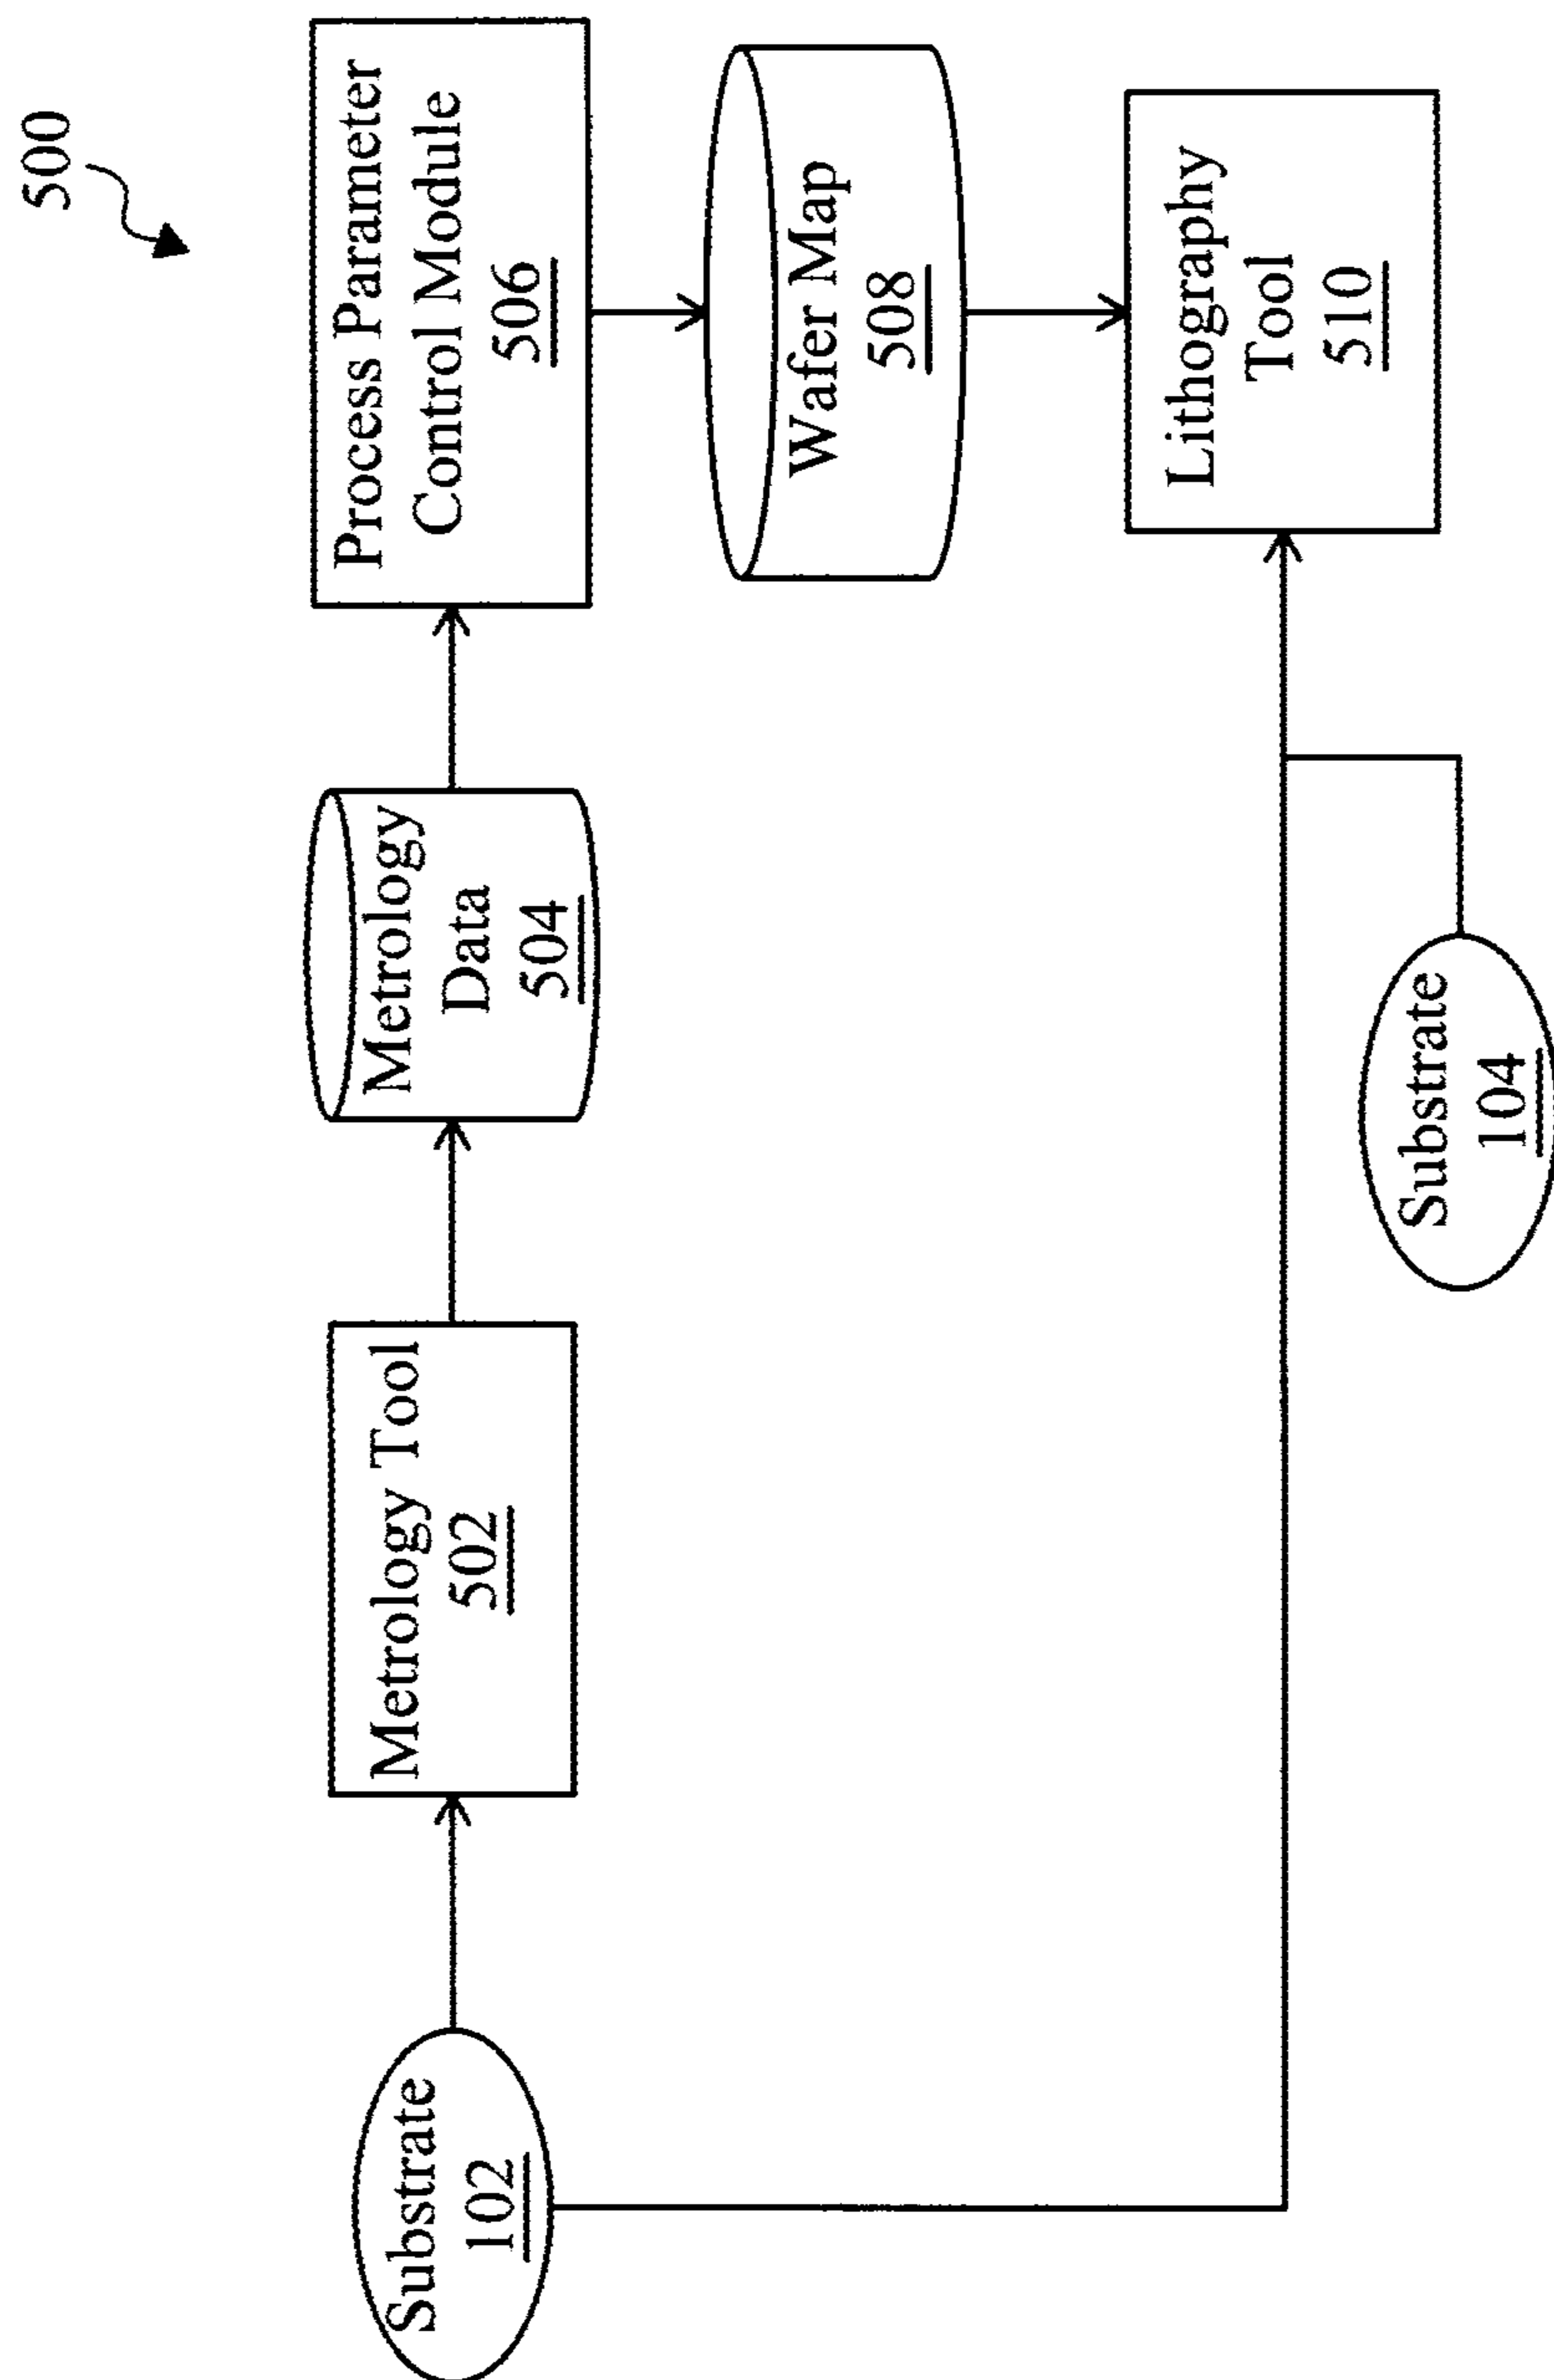 500
Substrate
102
Metrology Tool
502
Metrology
Data
504
Process Parameter
Control Module
506
Wafer Map
508
Lithography
Tool
510
Substrate
104